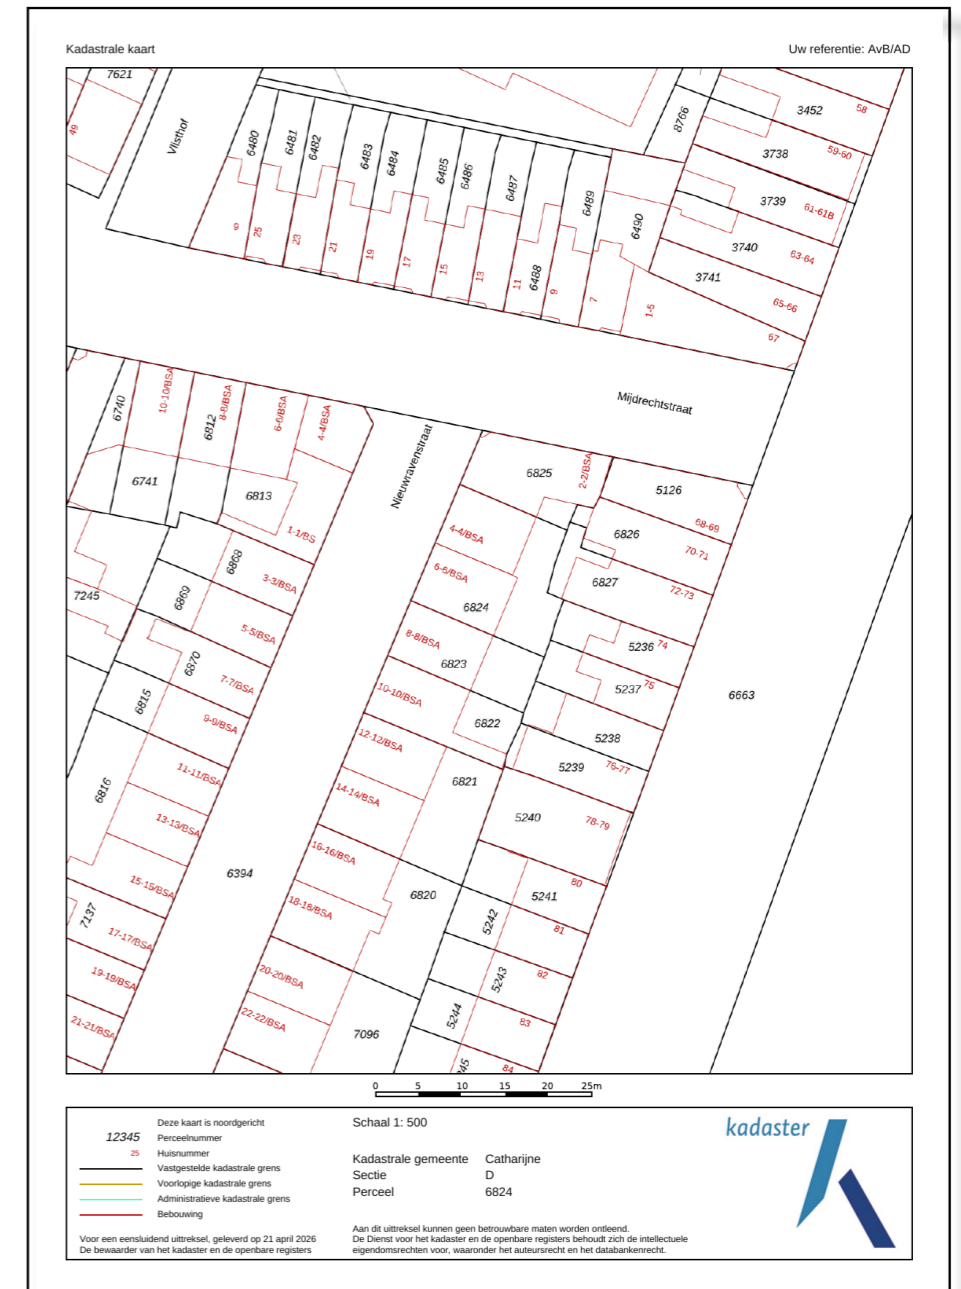 Kadastrale kaart
Uw referentie: AvB/AD
7621
49
Vlisthof
6480
6481
6482
6483
6484
6485
6486
6487
6488
6489
6490
8766
3452
58
3738
59-60
3739
61-61B
3740
63-64
3741
65-66
67
9
25
23
21
19
17
15
13
11
9
7
1-5
Mijdrechtstraat
Nieuwravenstraat
6740
10-10/BSA
6812
8-8/BSA
6-6/BSA
4-4/BSA
6741
6813
1-1/BS
6825
2-2/BSA
5126
68-69
6826
70-71
6827
72-73
4-4/BSA
6-6/BSA
6824
8-8/BSA
6823
10-10/BSA
6822
12-12/BSA
6821
14-14/BSA
16-16/BSA
6820
18-18/BSA
20-20/BSA
22-22/BSA
7096
6868
3-3/BSA
6869
5-5/BSA
7245
6870
7-7/BSA
6815
9-9/BSA
11-11/BSA
6816
13-13/BSA
15-15/BSA
7137
17-17/BSA
19-19/BSA
21-21/BSA
6394
5236
74
5237
75
5238
5239
76-77
5240
78-79
80
5241
5242
81
5243
82
5244
83
45
84
6663
0 5 10 15 20 25m
Deze kaart is noordgericht
12345 Perceelnummer
25 Huisnummer
Vastgestelde kadastrale grens
Voorlopige kadastrale grens
Administratieve kadastrale grens
Bebouwing
Voor een eensluidend uittreksel, geleverd op 21 april 2026
De bewaarder van het kadaster en de openbare registers
Schaal 1: 500
Kadastrale gemeente Catharijne
Sectie D
Perceel 6824
Aan dit uittreksel kunnen geen betrouwbare maten worden ontleend.
De Dienst voor het kadaster en de openbare registers behoudt zich de intellectuele
eigendomsrechten voor, waaronder het auteursrecht en het databankenrecht.
kadaster